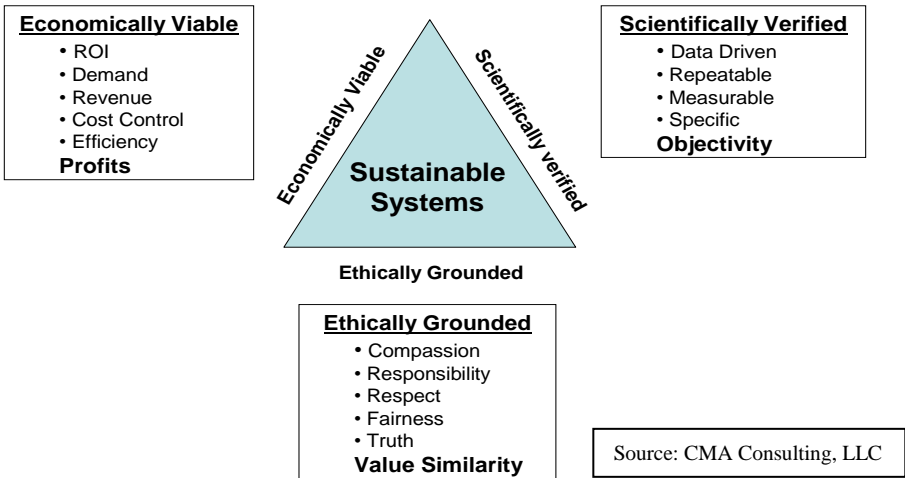 Economically Viable
• ROI
• Demand
• Revenue
• Cost Control
• Efficiency
Profits
Economically Viable
Scientifically verified
Sustainable
Systems
Ethically Grounded
Scientifically Verified
• Data Driven
• Repeatable
• Measurable
• Specific
Objectivity
Ethically Grounded
• Compassion
• Responsibility
• Respect
• Fairness
• Truth
Value Similarity
Source: CMA Consulting, LLC